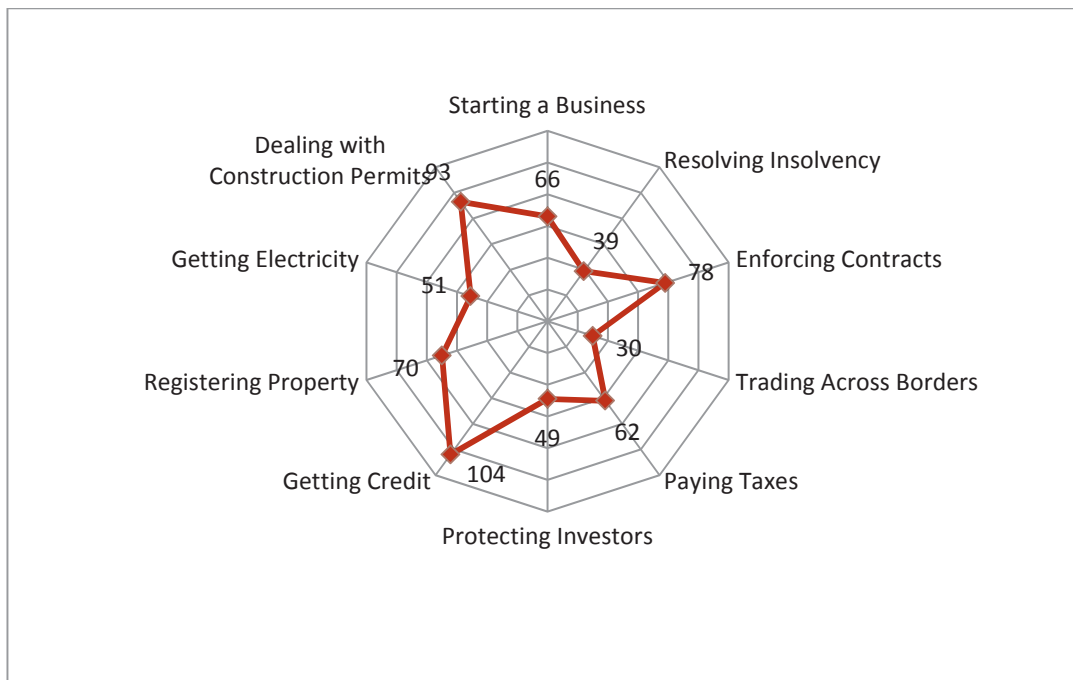 Starting a Business
Dealing with
Construction Permits
93
66
Resolving Insolvency
39
Getting Electricity
51
78
Enforcing Contracts
30
Registering Property
70
Trading Across Borders
49
62
Getting Credit
104
Paying Taxes
Protecting Investors